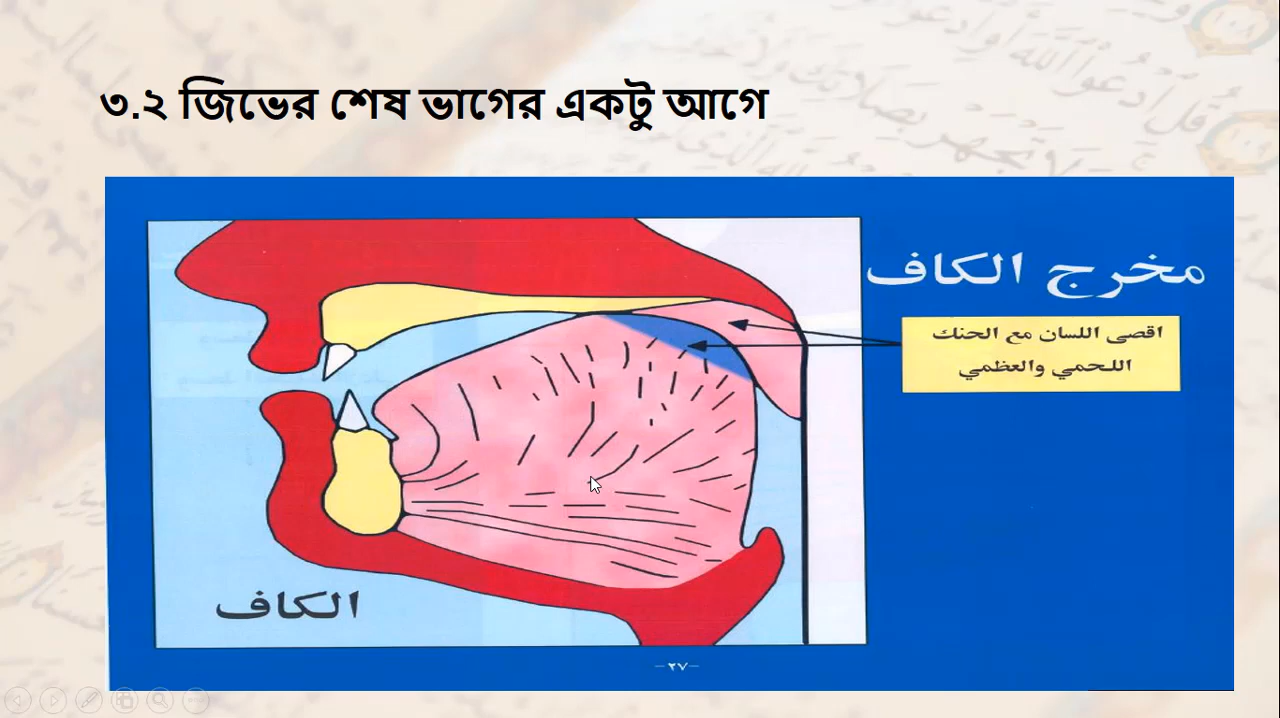 ৩.২ জিভের শেষ ভাগের একটু আগে
مخرج الكاف
اقصى اللسان مع الحنك
اللحمي والعظمي
الكاف
-٢٧-